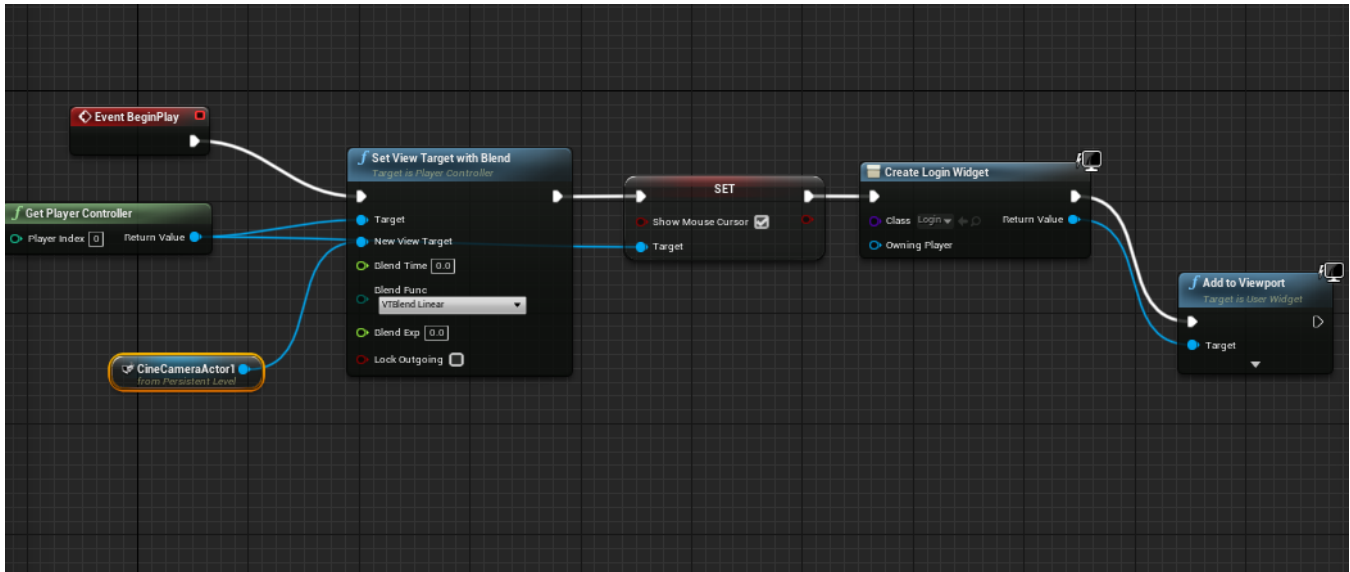 Event BeginPlay
Get Player Controller
Player Index 0
Return Value
CineCameraActor1
from Persistent Level
Set View Target with Blend
Target is Player Controller
Target
New View Target
Blend Time 0.0
Blend Func
VTBlend Linear
Blend Exp 0.0
Lock Outgoing
SET
Show Mouse Cursor
Target
Create Login Widget
Class Login
Return Value
Owning Player
Add to Viewport
Target is User Widget
Target